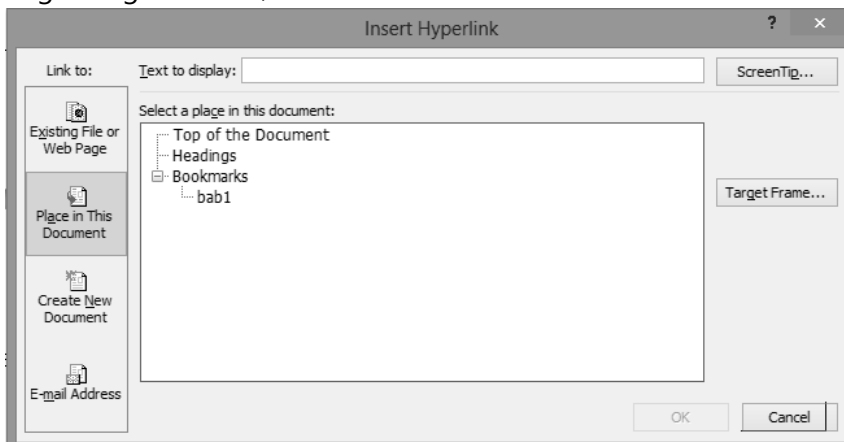 Insert Hyperlink
?
×
Link to:
Text to display:
ScreenTip...
Existing File or
Web Page
Place in This
Document
Create New
Document
E-mail Address
Select a place in this document:
Top of the Document
Headings
Bookmarks
bab1
Target Frame...
OK
Cancel